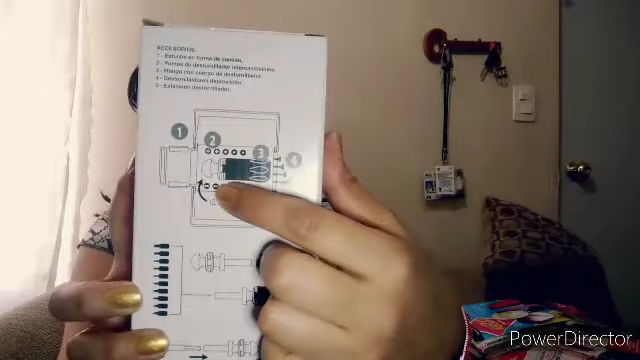 ACCESORIOS:
1 - Estuche en forma de camión.
2 - Puntas de destornillador intercambiables.
3 - Mango con cuerpo de destornillador.
4 - Destornilladores de precisión.
5 - Extensión destornillador.
1
2
3
4
PowerDirector